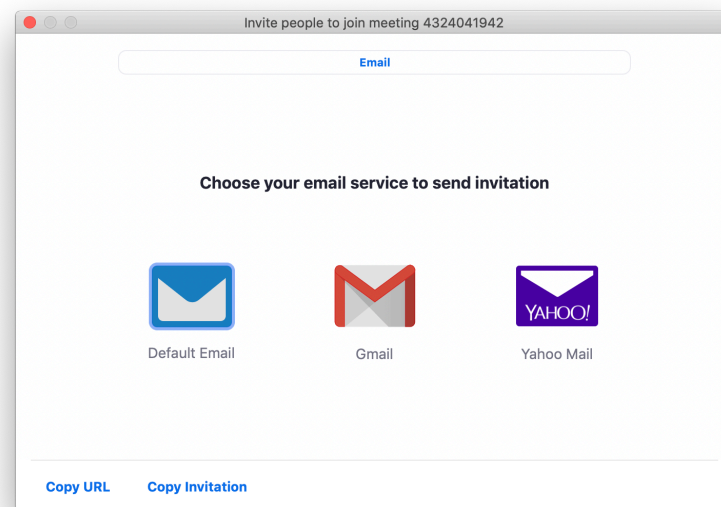 Invite people to join meeting 4324041942
Email
Choose your email service to send invitation
YAHOO!
Default Email
Gmail
Yahoo Mail
Copy URL
Copy Invitation